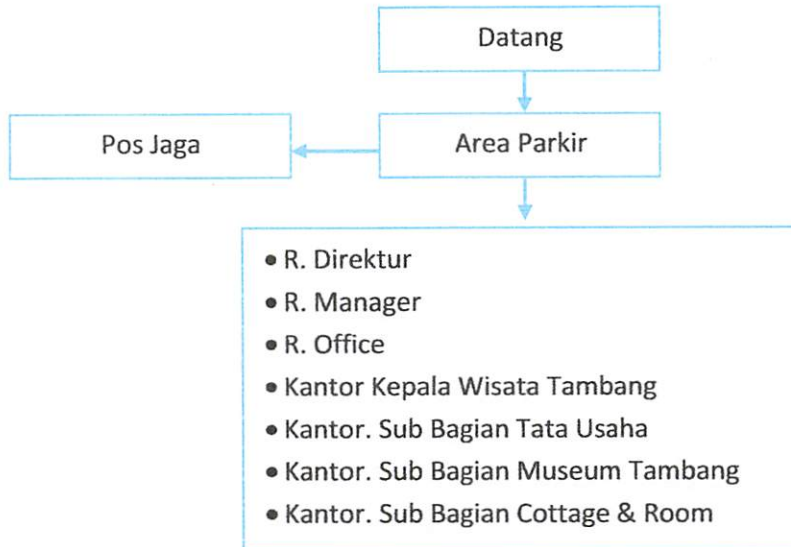 Datang
Pos Jaga
Area Parkir
• R. Direktur
• R. Manager
• R. Office
• Kantor Kepala Wisata Tambang
• Kantor. Sub Bagian Tata Usaha
• Kantor. Sub Bagian Museum Tambang
• Kantor. Sub Bagian Cottage & Room